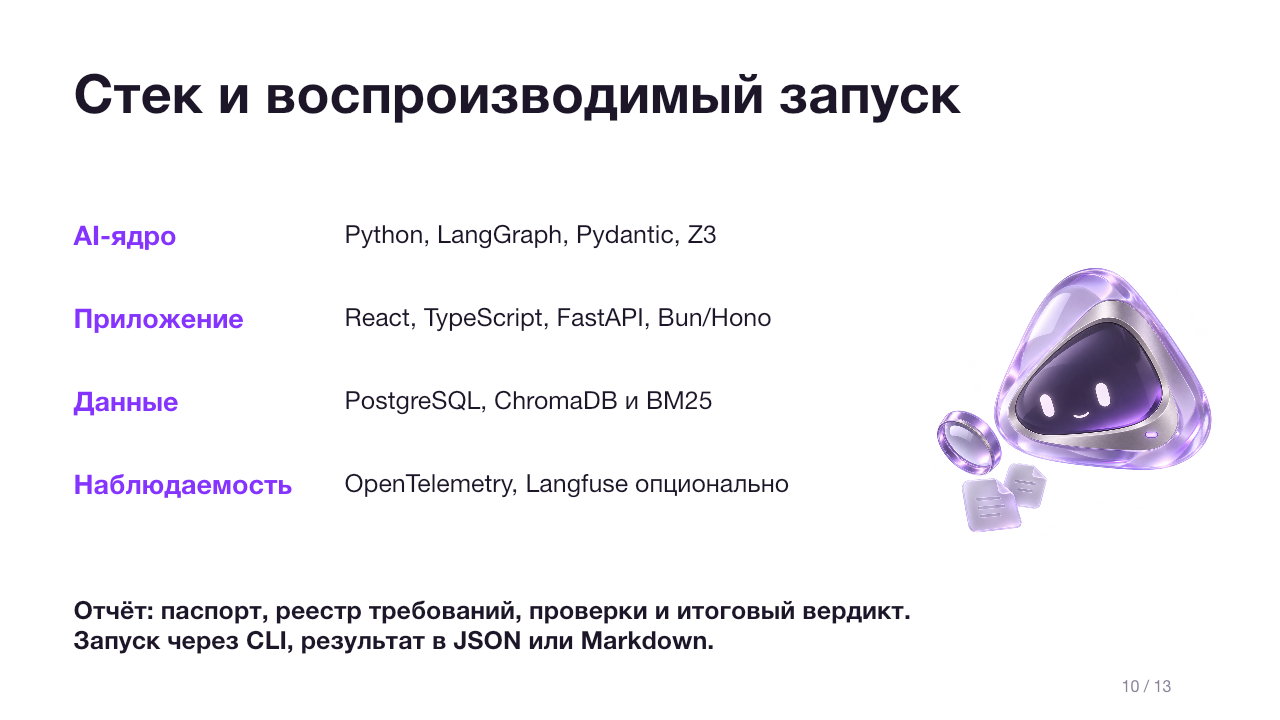 Стек и воспроизводимый запуск
AI-ядро Python, LangGraph, Pydantic, Z3
Приложение React, TypeScript, FastAPI, Bun/Hono
Данные PostgreSQL, ChromaDB и BM25
Наблюдаемость OpenTelemetry, Langfuse опционально
Отчёт: паспорт, реестр требований, проверки и итоговый вердикт.
Запуск через CLI, результат в JSON или Markdown.
10 / 13